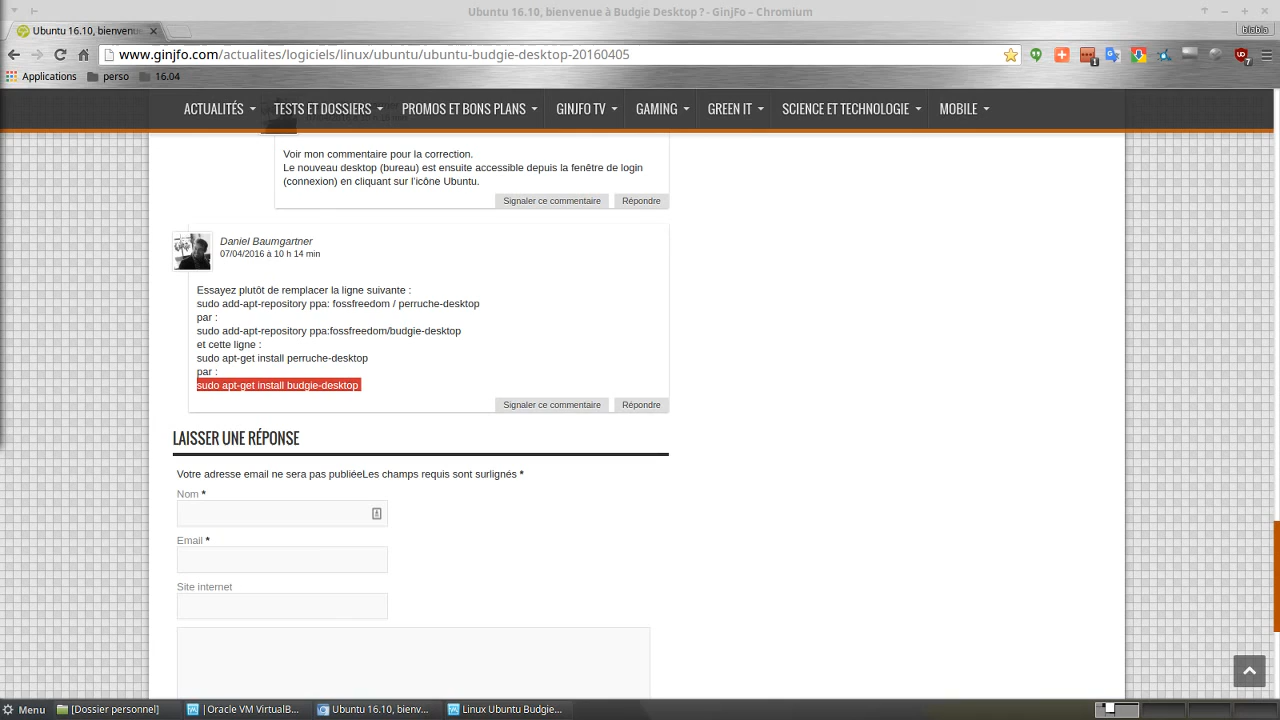 Ubuntu 16.10, bienvenue à Budgie Desktop ? - GinjFo – Chromium
Ubuntu 16.10, bienvenu
blabla
www.ginjfo.com/actualites/logiciels/linux/ubuntu/ubuntu-budgie-desktop-20160405
1
7
Applications perso 16.04
ACTUALITÉS TESTS ET DOSSIERS PROMOS ET BONS PLANS GINJFO TV GAMING GREEN IT SCIENCE ET TECHNOLOGIE MOBILE
Voir mon commentaire pour la correction.
Le nouveau desktop (bureau) est ensuite accessible depuis la fenêtre de login
(connexion) en cliquant sur l'icône Ubuntu.
Signaler ce commentaire Répondre
Daniel Baumgartner
07/04/2016 à 10 h 14 min
Essayez plutôt de remplacer la ligne suivante :
sudo add-apt-repository ppa: fossfreedom / perruche-desktop
par :
sudo add-apt-repository ppa:fossfreedom/budgie-desktop
et cette ligne :
sudo apt-get install perruche-desktop
par :
sudo apt-get install budgie-desktop
Signaler ce commentaire Répondre
LAISSER UNE RÉPONSE
Votre adresse email ne sera pas publiéeLes champs requis sont surlignés *
Nom *
Email *
Site internet
Menu [Dossier personnel] [Oracle VM VirtualB... Ubuntu 16.10, bienv... Linux Ubuntu Budgie...